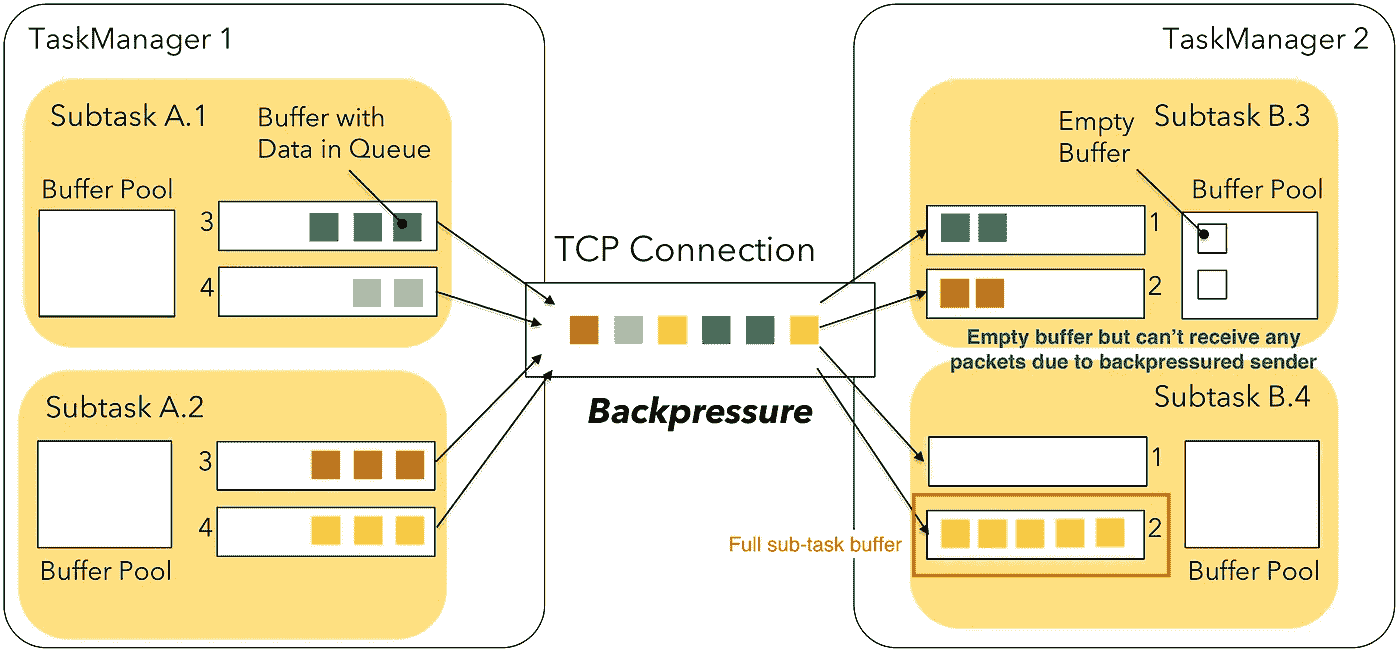 TaskManager 1
Subtask A.1
Buffer with
Data in Queue
Buffer Pool
3
4
Subtask A.2
3
4
Buffer Pool
TCP Connection
Backpressure
TaskManager 2
Subtask B.3
Empty
Buffer
Buffer Pool
1
2
Empty buffer but can't receive any
packets due to backpressured sender
Subtask B.4
1
2
Full sub-task buffer
Buffer Pool